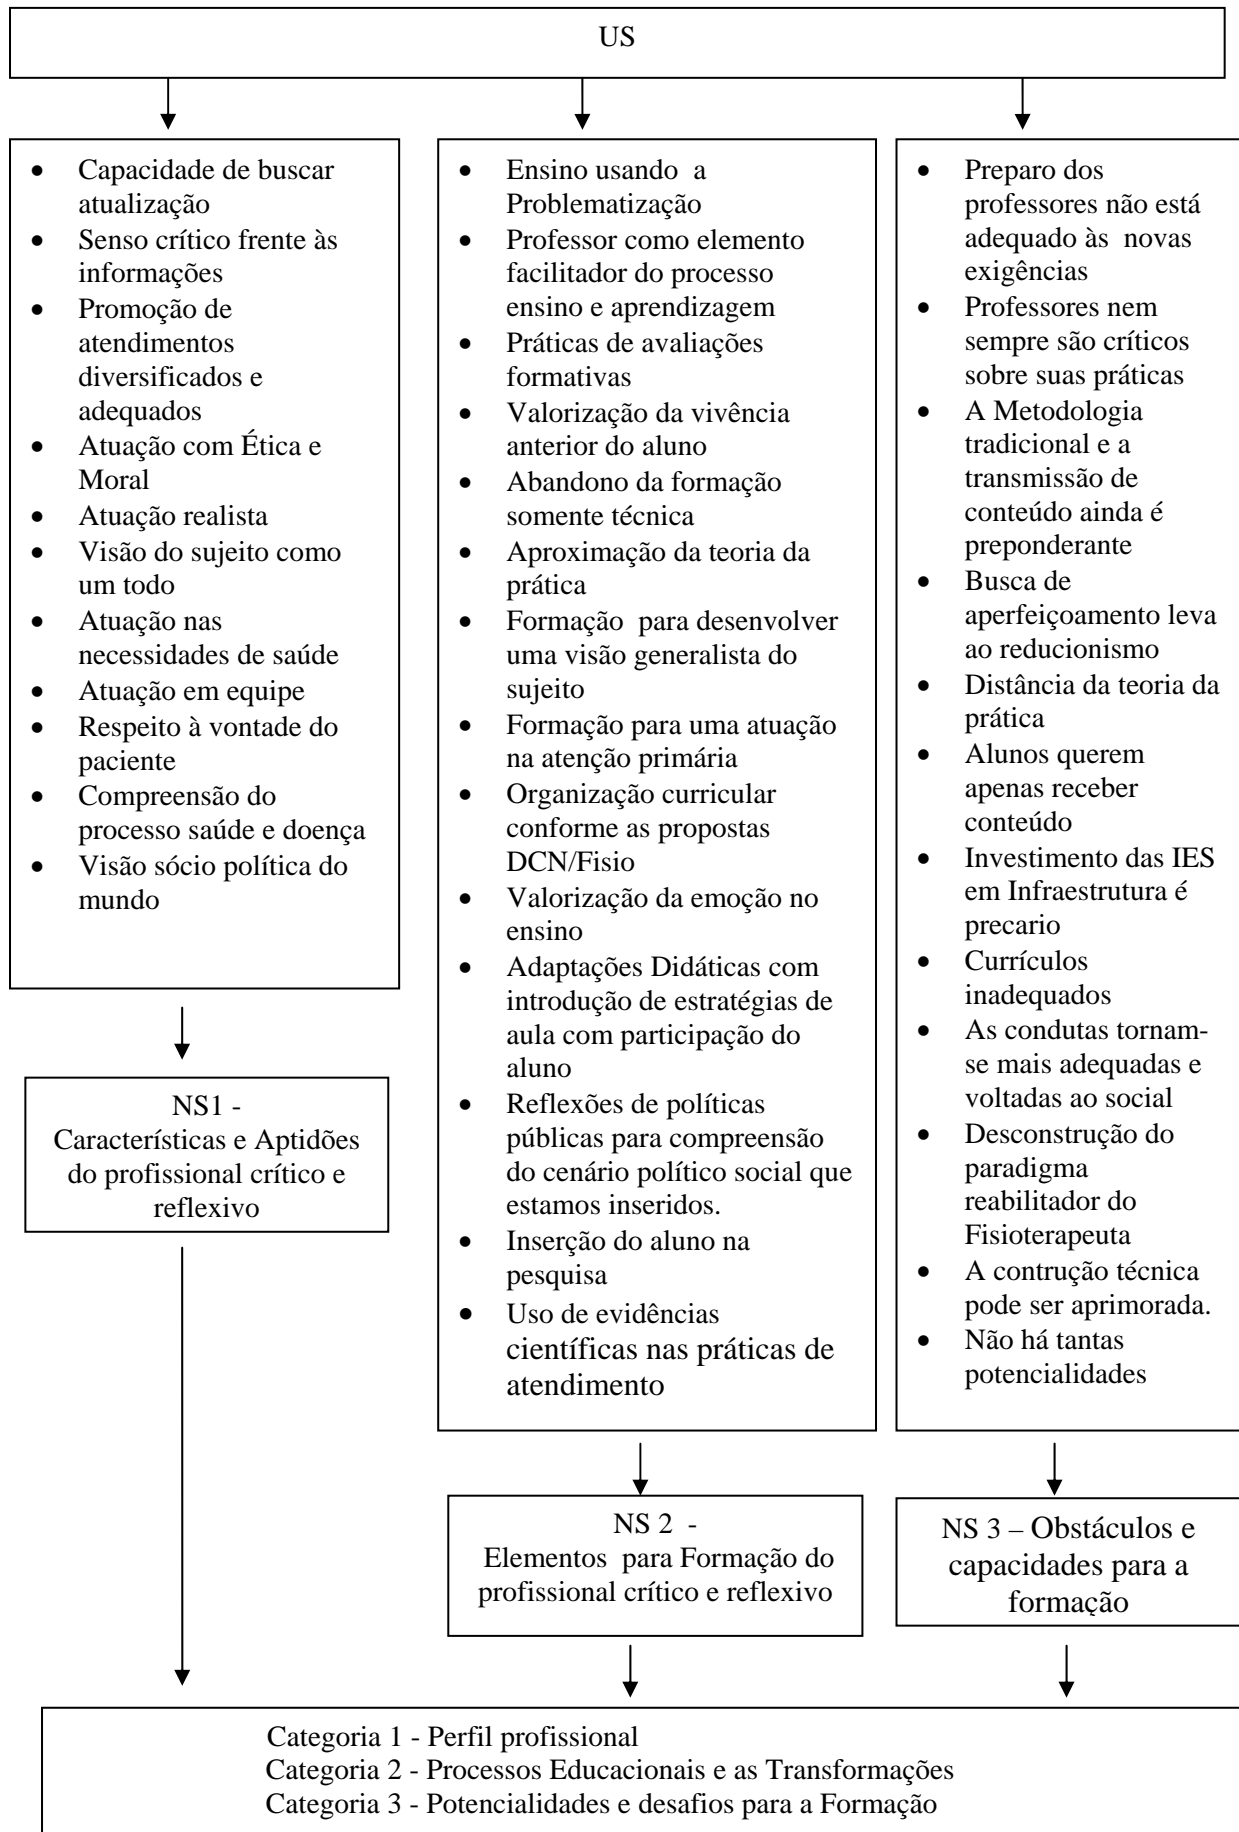 US
• Capacidade de buscar
atualização
• Senso crítico frente às
informações
• Promoção de
atendimentos
diversificados e
adequados
• Atuação com Ética e
Moral
• Atuação realista
• Visão do sujeito como
um todo
• Atuação nas
necessidades de saúde
• Atuação em equipe
• Respeito à vontade do
paciente
• Compreensão do
processo saúde e doença
• Visão sócio política do
mundo
• Ensino usando a
Problematização
• Professor como elemento
facilitador do processo
ensino e aprendizagem
• Práticas de avaliações
formativas
• Valorização da vivência
anterior do aluno
• Abandono da formação
somente técnica
• Aproximação da teoria da
prática
• Formação para desenvolver
uma visão generalista do
sujeito
• Formação para uma atuação
na atenção primária
• Organização curricular
conforme as propostas
DCN/Fisio
• Valorização da emoção no
ensino
• Adaptações Didáticas com
introdução de estratégias de
aula com participação do
aluno
• Reflexões de políticas
públicas para compreensão
do cenário político social que
estamos inseridos.
• Inserção do aluno na
pesquisa
• Uso de evidências
científicas nas práticas de
atendimento
• Preparo dos
professores não está
adequado às novas
exigências
• Professores nem
sempre são críticos
sobre suas práticas
• A Metodologia
tradicional e a
transmissão de
conteúdo ainda é
preponderante
• Busca de
aperfeiçoamento leva
ao reducionismo
• Distância da teoria da
prática
• Alunos querem
apenas receber
conteúdo
• Investimento das IES
em Infraestrutura é
precario
• Currículos
inadequados
• As condutas tornam-
se mais adequadas e
voltadas ao social
• Desconstrução do
paradigma
reabilitador do
Fisioterapeuta
• A contrução técnica
pode ser aprimorada.
• Não há tantas
potencialidades
NS1 -
Características e Aptidões
do profissional crítico e
reflexivo
NS 2 -
Elementos para Formação do
profissional crítico e reflexivo
NS 3 – Obstáculos e
capacidades para a
formação
Categoria 1 - Perfil profissional
Categoria 2 - Processos Educacionais e as Transformações
Categoria 3 - Potencialidades e desafios para a Formação